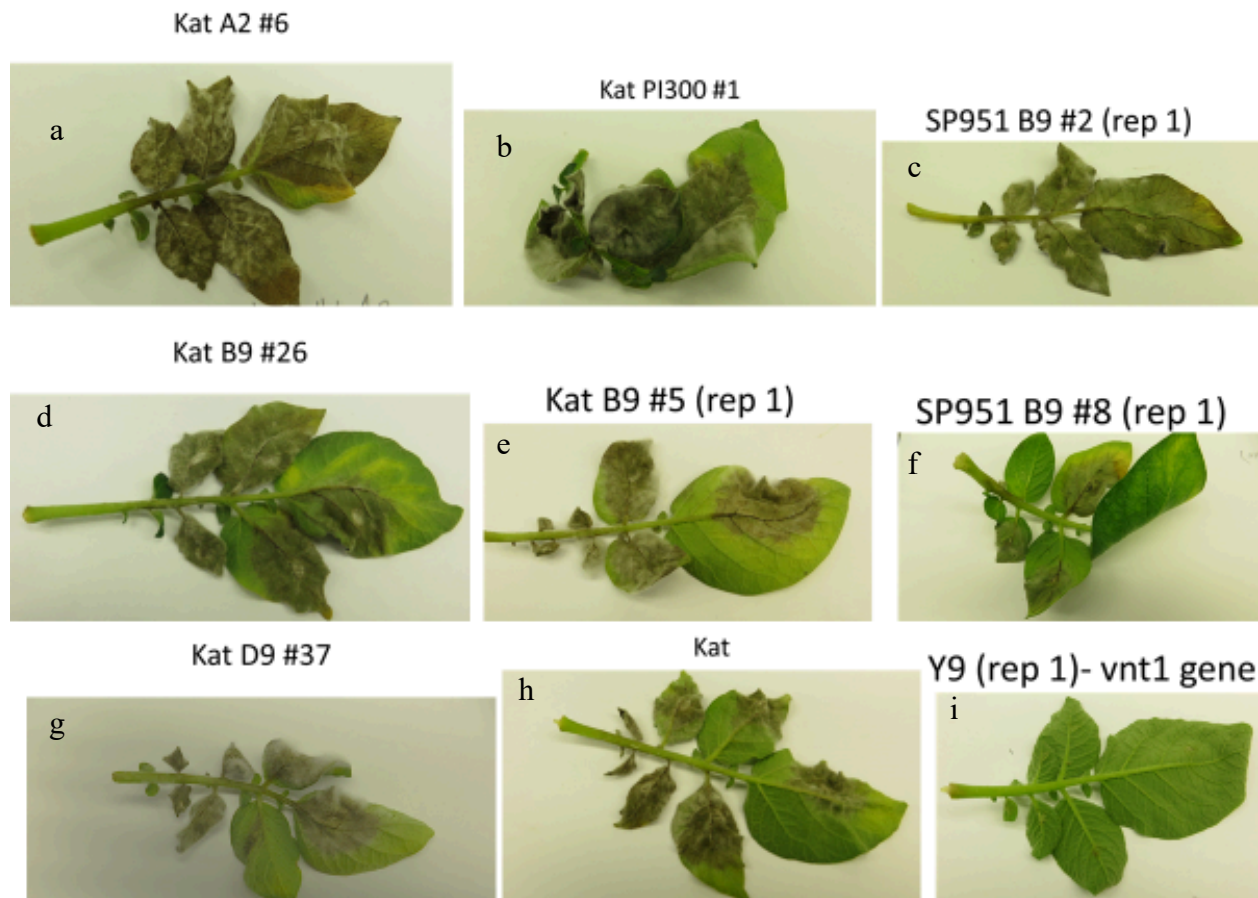 Kat A2 #6
Kat PI300 #1
SP951 B9 #2 (rep 1)
a
b
c
Kat B9 #26
Kat B9 #5 (rep 1)
SP951 B9 #8 (rep 1)
d
e
f
Kat D9 #37
Kat
Y9 (rep 1)- vnt1 gene
g
h
i